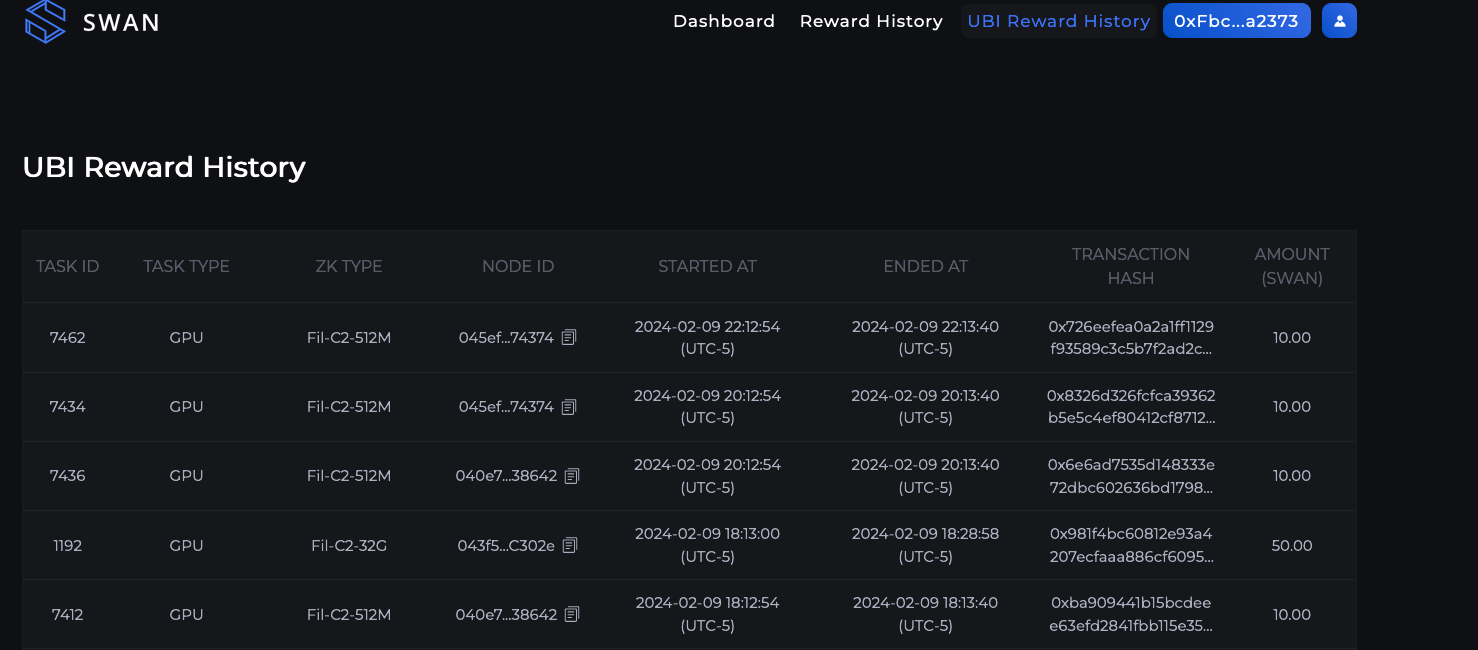 SWAN
Dashboard Reward History UBI Reward History 0xFbc...a2373
UBI Reward History
TASK ID TASK TYPE ZK TYPE NODE ID STARTED AT ENDED AT TRANSACTION HASH AMOUNT (SWAN)
7462 GPU Fil-C2-512M 045ef...74374 2024-02-09 22:12:54 (UTC-5) 2024-02-09 22:13:40 (UTC-5) 0x726eefea0a2a1ff1129f93589c3c5b7f2ad2c... 10.00
7434 GPU Fil-C2-512M 045ef...74374 2024-02-09 20:12:54 (UTC-5) 2024-02-09 20:13:40 (UTC-5) 0x8326d326fcfca39362b5e5c4ef80412cf8712... 10.00
7436 GPU Fil-C2-512M 040e7...38642 2024-02-09 20:12:54 (UTC-5) 2024-02-09 20:13:40 (UTC-5) 0x6e6ad7535d148333e72dbc602636bd1798... 10.00
1192 GPU Fil-C2-32G 043f5...C302e 2024-02-09 18:13:00 (UTC-5) 2024-02-09 18:28:58 (UTC-5) 0x981f4bc60812e93a4207ecfaaa886cf6095... 50.00
7412 GPU Fil-C2-512M 040e7...38642 2024-02-09 18:12:54 (UTC-5) 2024-02-09 18:13:40 (UTC-5) 0xba909441b15bcdeee63efd2841fbb115e35... 10.00